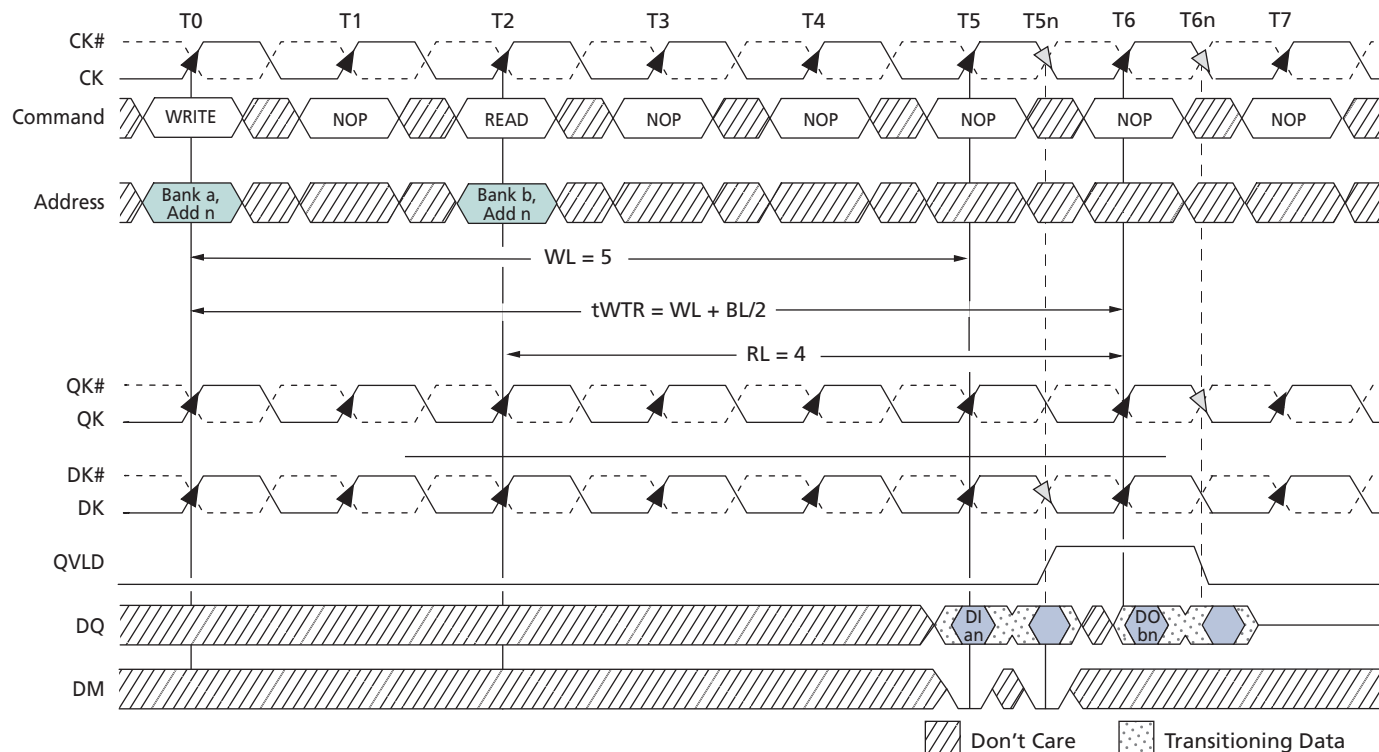 T0 T1 T2 T3 T4 T5 T5n T6 T6n T7
CK#
CK
Command WRITE NOP READ NOP NOP NOP NOP NOP
Address Bank a, Add n Bank b, Add n
WL = 5
tWTR = WL + BL/2
RL = 4
QK#
QK
DK#
DK
QVLD
DQ DI an DO bn
DM
Don't Care Transitioning Data